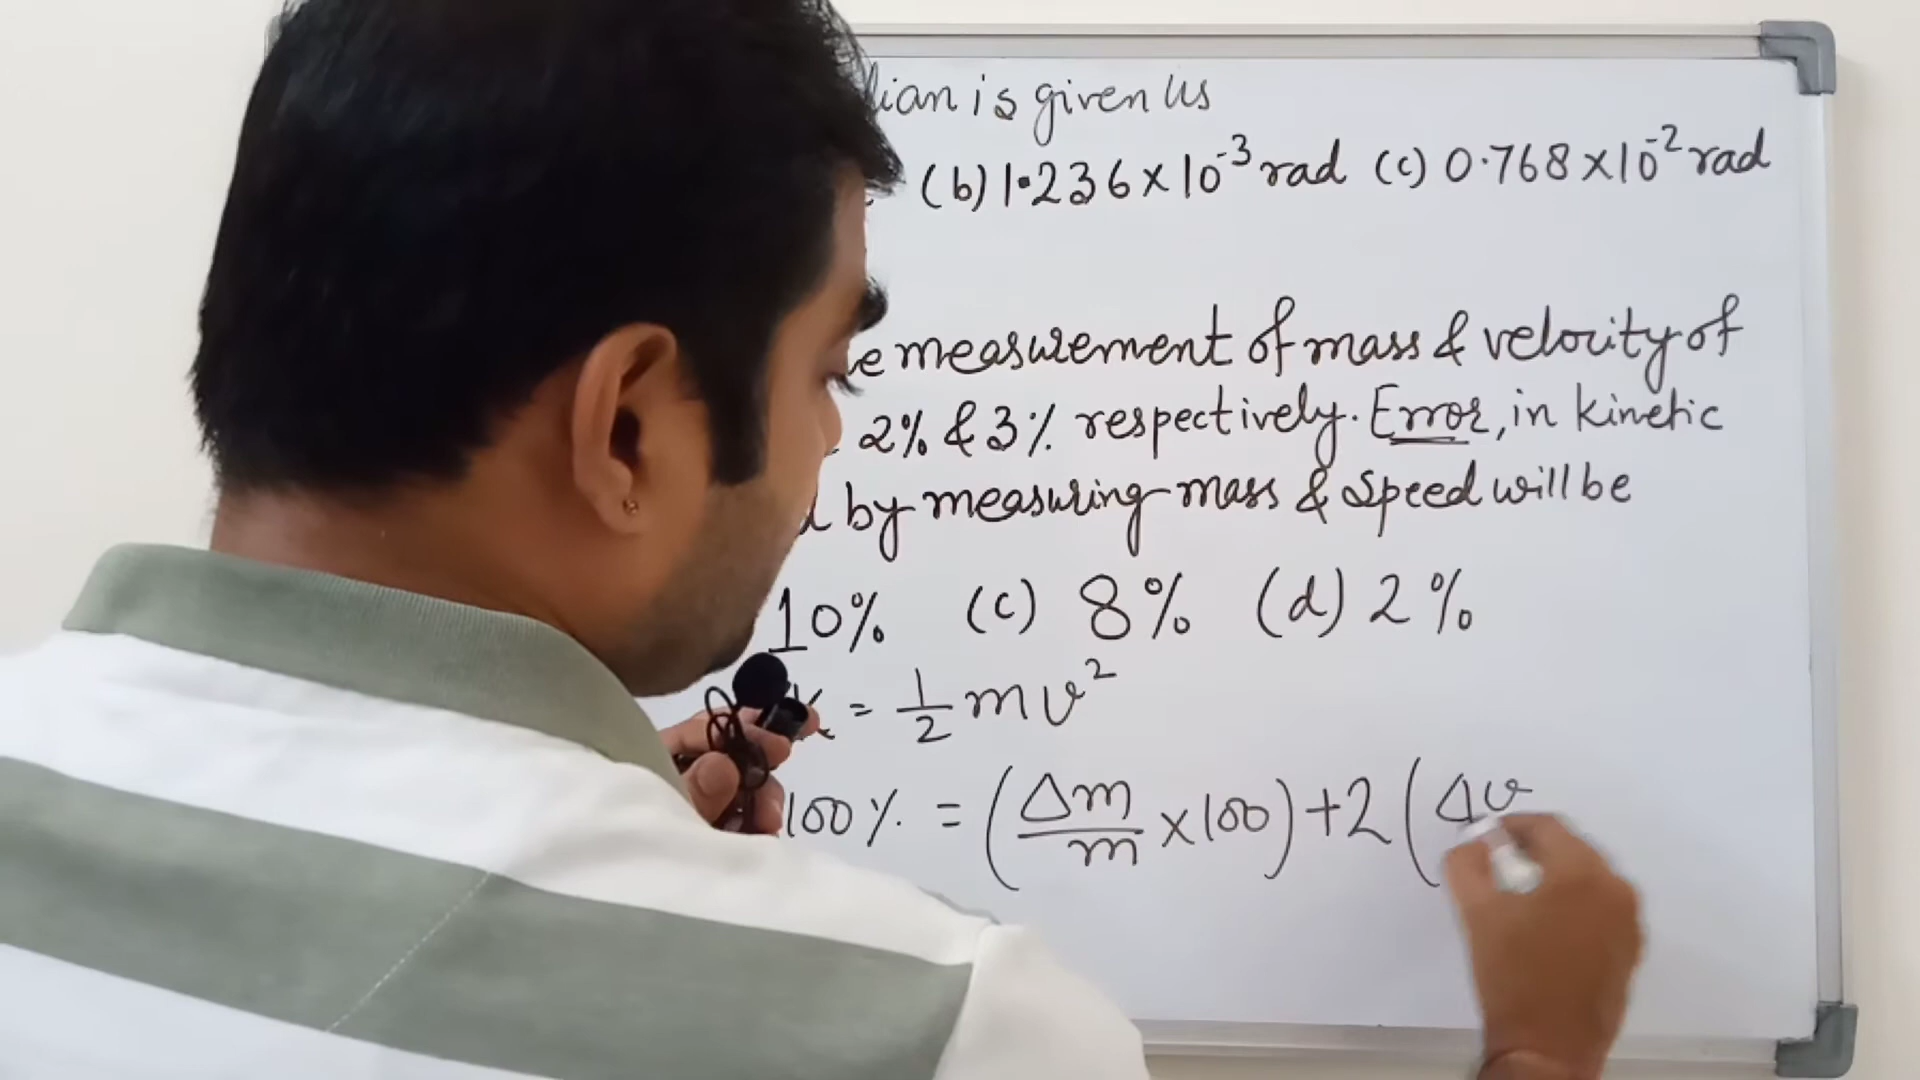 is given us
(b) 1.236 × 10⁻³ rad (c) 0.768 × 10⁻² rad
measurement of mass & velocity of
2% & 3% respectively. Error, in kinetic
by measuring mass & speed will be
10% (c) 8% (d) 2%
K = 1/2 m v²
100% = (Δm/m × 100) + 2 (Δv